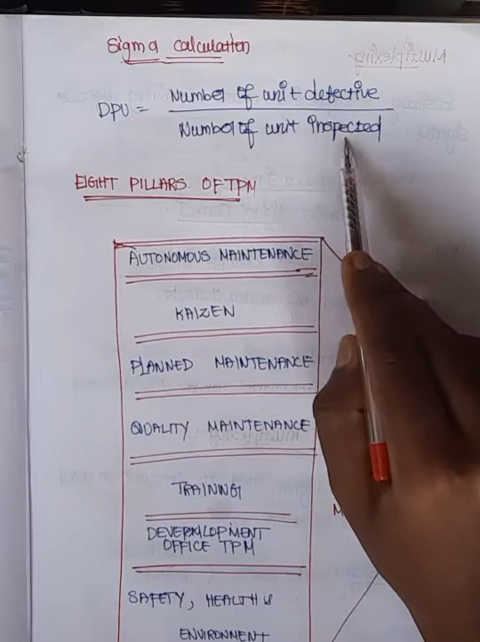 Sigma calculation
DPU = Number of unit defective
Number of unit inspected
EIGHT PILLARS OF TPM
AUTONOMOUS MAINTENANCE
KAIZEN
PLANNED MAINTENANCE
QUALITY MAINTENANCE
TRAINING
OFFICE TPM
SAFETY, HEALTH &
ENVIRONMENT